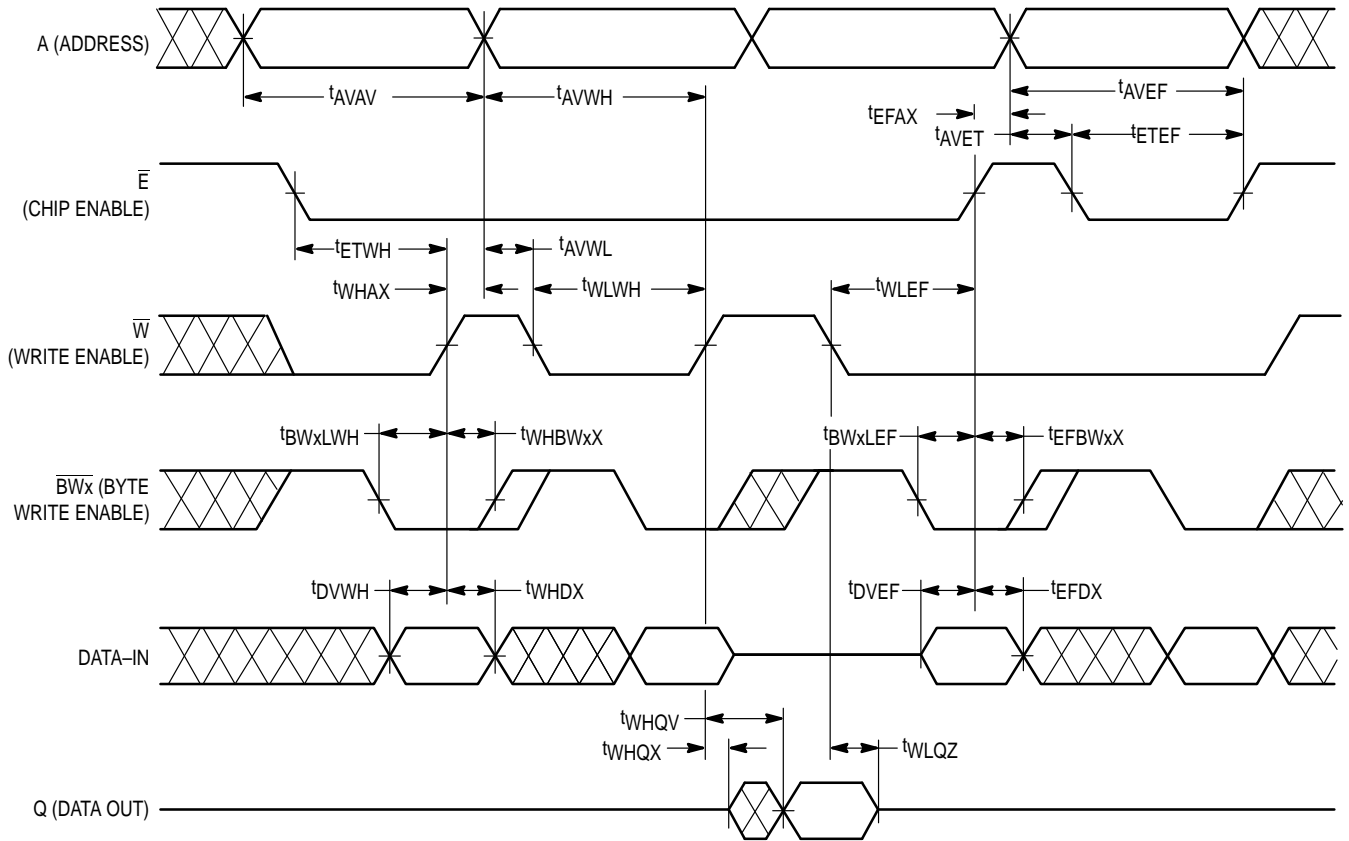 A (ADDRESS)
tAVAV
tAVWH
tAVEF
tEFAX
tAVET
tETEF
E̅
(CHIP ENABLE)
tETWH
tAVWL
tWHAX
tWLWH
tWLEF
W̅
(WRITE ENABLE)
tBWxLWH
tWHBWxX
tBWxLEF
tEFBWxX
B̅W̅x̅ (BYTE
WRITE ENABLE)
tDVWH
tWHDX
tDVEF
tEFDX
DATA–IN
tWHQV
tWHQX
tWLQZ
Q (DATA OUT)